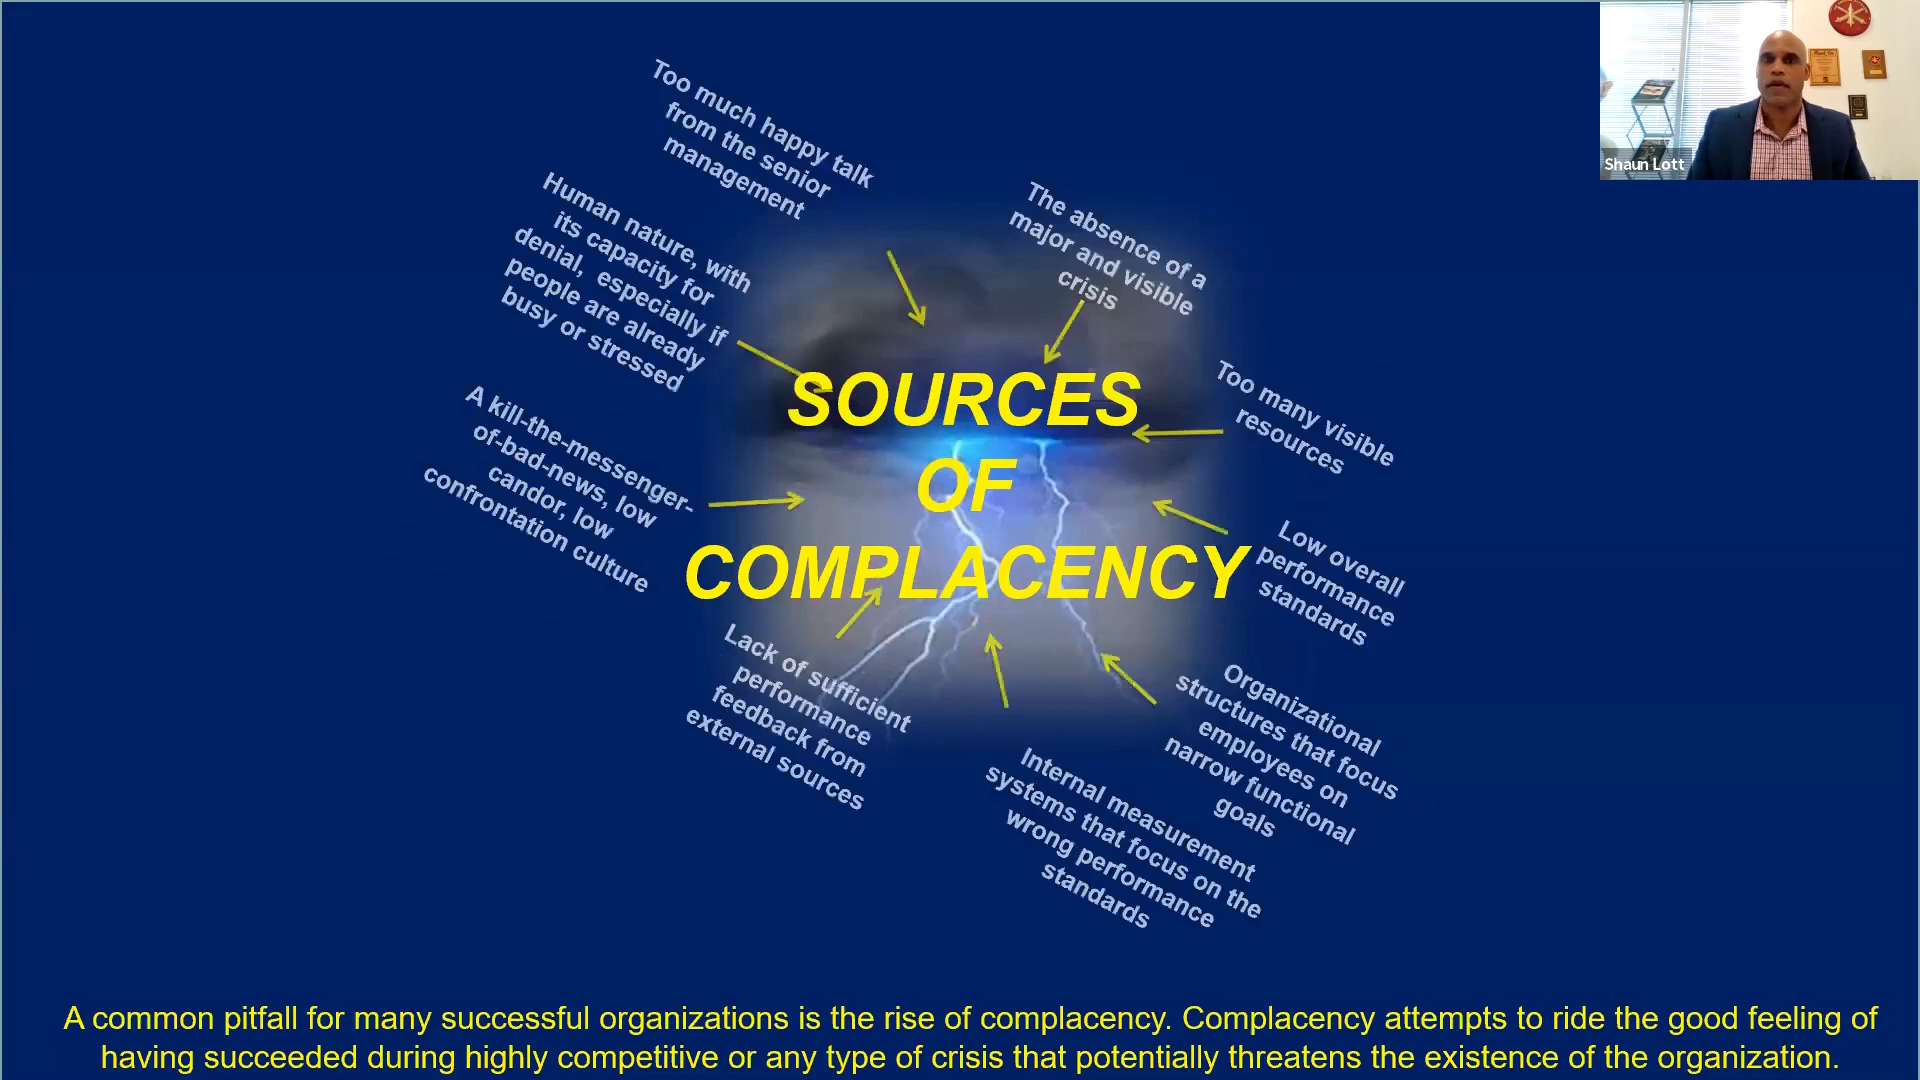 Too much happy talk
from the senior
management
The absence of a
major and visible
crisis
Human nature, with
its capacity for
denial, especially if
people are already
busy or stressed
Too many visible
resources
A kill-the-messenger-
of-bad-news, low
candor, low
confrontation culture
Low overall
performance
standards
SOURCES
OF
COMPLACENCY
Lack of sufficient
performance
feedback from
external sources
Organizational
structures that focus
employees on
narrow functional
goals
Internal measurement
systems that focus on the
wrong performance
standards
A common pitfall for many successful organizations is the rise of complacency. Complacency attempts to ride the good feeling of
having succeeded during highly competitive or any type of crisis that potentially threatens the existence of the organization.
Shaun Lott